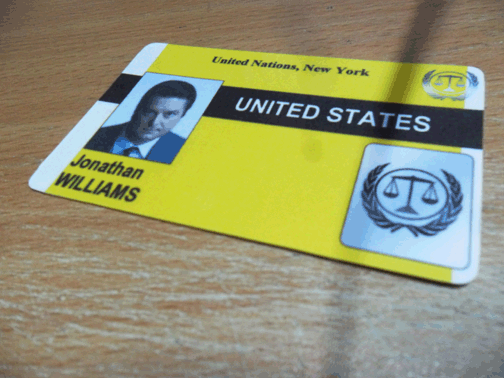 United Nations, New York
UNITED STATES
Jonathan
WILLIAMS